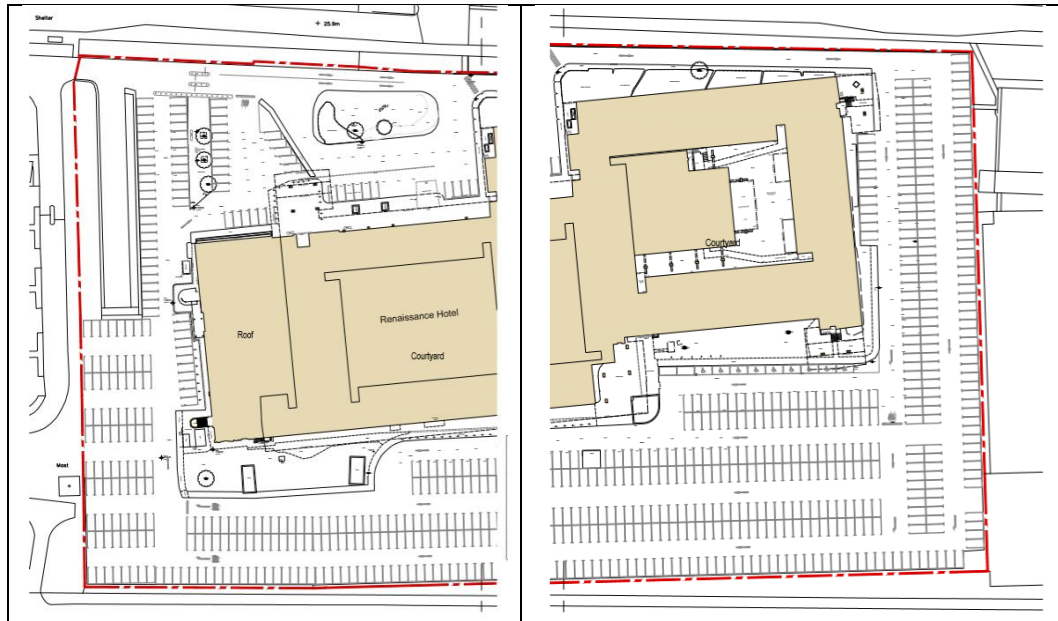 Shelter
+ 25.9m
Renaissance Hotel
Roof
Courtyard
Mast
Courtyard